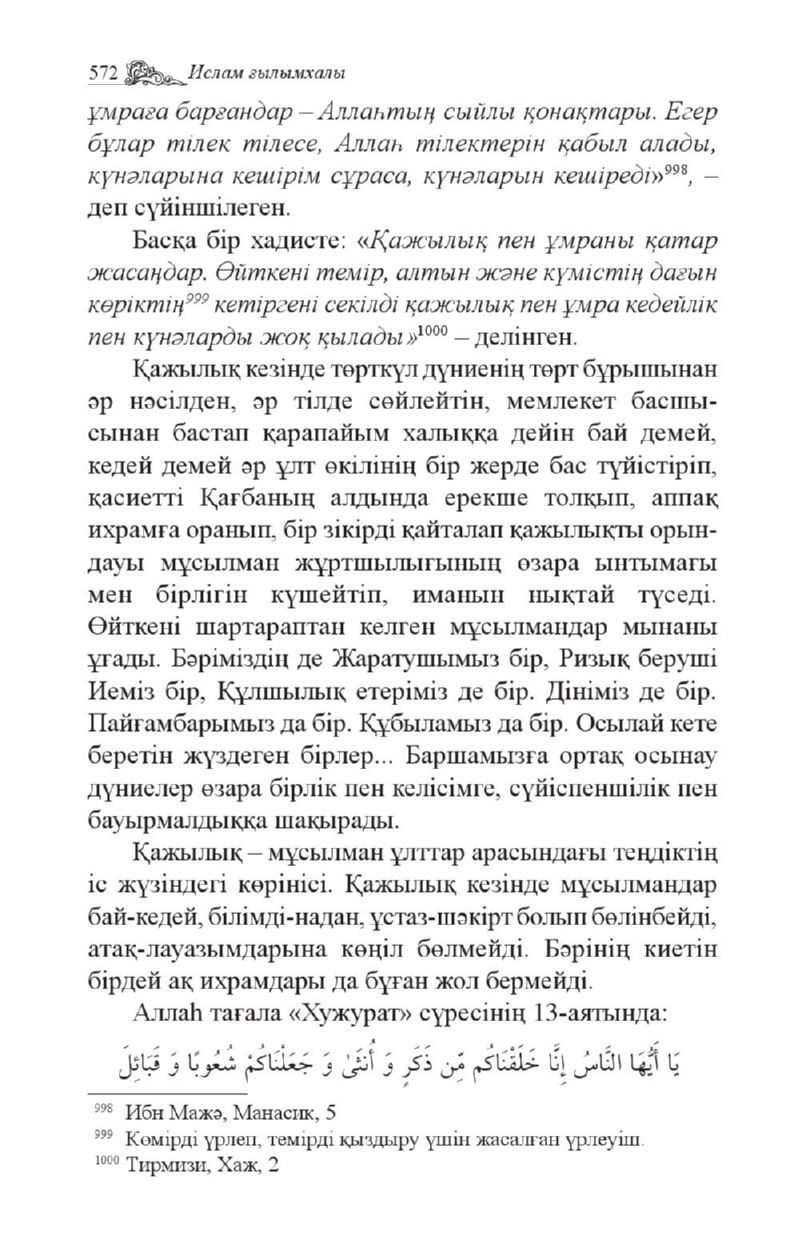 572 Ислам ғылымхалы
ұмраға барғандар – Аллаһтың сыйлы қонақтары. Егер
бұлар тілек тілесе, Аллаһ тілектерін қабыл алады,
күнәларына кешірім сұраса, күнәларын кешіреді»⁹⁹⁸, –
деп сүйіншілеген.
Басқа бір хадисте: «Қажылық пен ұмраны қатар
жасаңдар. Өйткені темір, алтын және күмістің дағын
көріктің⁹⁹⁹ кетіргені секілді қажылық пен ұмра кедейлік
пен күнәларды жоқ қылады»¹⁰⁰⁰ – делінген.
Қажылық кезінде төрткүл дүниенің төрт бұрышынан
әр нәсілден, әр тілде сөйлейтін, мемлекет басшы-
сынан бастап қарапайым халыққа дейін бай демей,
кедей демей әр ұлт өкілінің бір жерде бас түйістіріп,
қасиетті Қағбаның алдында ерекше толқып, аппақ
ихрамға оранып, бір зікірді қайталап қажылықты орын-
дауы мұсылман жұртшылығының өзара ынтымағы
мен бірлігін күшейтіп, иманын нықтай түседі.
Өйткені шартараптан келген мұсылмандар мынаны
ұғады. Бәріміздің де Жаратушымыз бір, Ризық беруші
Иеміз бір, Құлшылық етеріміз де бір. Дініміз де бір.
Пайғамбарымыз да бір. Құбыламыз да бір. Осылай кете
беретін жүздеген бірлер... Баршамызға ортақ осынау
дүниелер өзара бірлік пен келісімге, сүйіспеншілік пен
бауырмалдыққа шақырады.
Қажылық – мұсылман ұлттар арасындағы теңдіктің
іс жүзіндегі көрінісі. Қажылық кезінде мұсылмандар
бай-кедей, білімді-надан, ұстаз-шәкірт болып бөлінбейді,
атақ-лауазымдарына көңіл бөлмейді. Бәрінің киетін
бірдей ақ ихрамдары да бұған жол бермейді.
Аллаһ тағала «Хужурат» сүресінің 13-аятында:
يَا أَيُّهَا النَّاسُ إِنَّا خَلَقْنَاكُم مِّن ذَكَرٍ وَ أُنثَىٰ وَ جَعَلْنَاكُمْ شُعُوبًا وَ قَبَائِلَ
⁹⁹⁸ Ибн Мажә, Манасик, 5
⁹⁹⁹ Көмірді үрлеп, темірді қыздыру үшін жасалған үрлеуіш.
¹⁰⁰⁰ Тирмизи, Хаж, 2